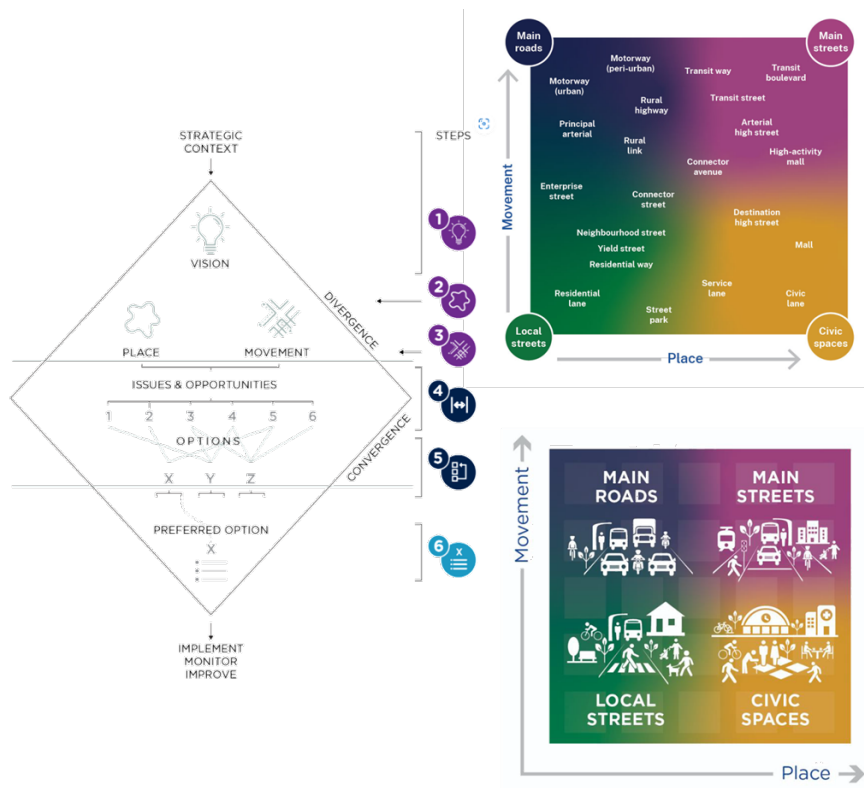 STRATEGIC
CONTEXT
STEPS
1
VISION
2
DIVERGENCE
3
PLACE
MOVEMENT
ISSUES & OPPORTUNITIES
4
1 2 3 4 5 6
OPTIONS
CONVERGENCE
5
X Y Z
PREFERRED OPTION
6
X
X
IMPLEMENT
MONITOR
IMPROVE
Main
roads
Main
streets
Motorway
(peri-urban)
Transit way
Transit
boulevard
Motorway
(urban)
Rural
highway
Transit street
Principal
arterial
Arterial
high street
Rural
link
High-activity
mall
Connector
avenue
Movement
Enterprise
street
Connector
street
Destination
high street
Neighbourhood street
Mall
Yield street
Residential way
Residential
lane
Service
lane
Civic
lane
Street
park
Local
streets
Civic
spaces
Place
Movement
MAIN
ROADS
MAIN
STREETS
LOCAL
STREETS
CIVIC
SPACES
Place